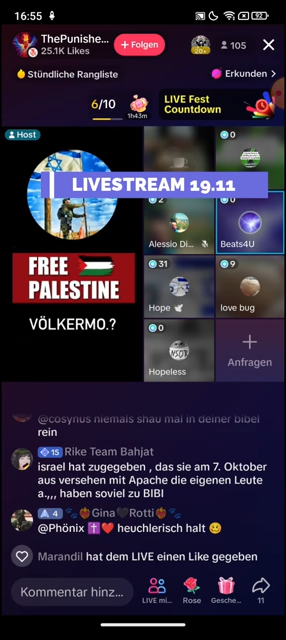 16:55
92
ThePunishe...
25.1K Likes
+ Folgen
20+
105
Stündliche Rangliste
Erkunden >
6/10
1h43m
LIVE Fest
Countdown
Host
0
LIVESTREAM 19.11
2
0
Alessio Di...
Beats4U
FREE
PALESTINE
31
9
Hope
love bug
VÖLKERMO.?
0
Hopeless
+
Anfragen
@cosynus niemals shau mal in deiner bibel
rein
15 Rike Team Bahjat
israel hat zugegeben , das sie am 7. Oktober
aus versehen mit Apache die eigenen Leute
a.,,, haben soviel zu BIBI
4 🐾❤️‍🔥Gina🖤Rotti❤️‍🔥🐾
@Phönix ✝️❤️ heuchlerisch halt 🥴
Marandil hat dem LIVE einen Like gegeben
Kommentar hinz...
LIVE mi...
Rose
Gesche...
11